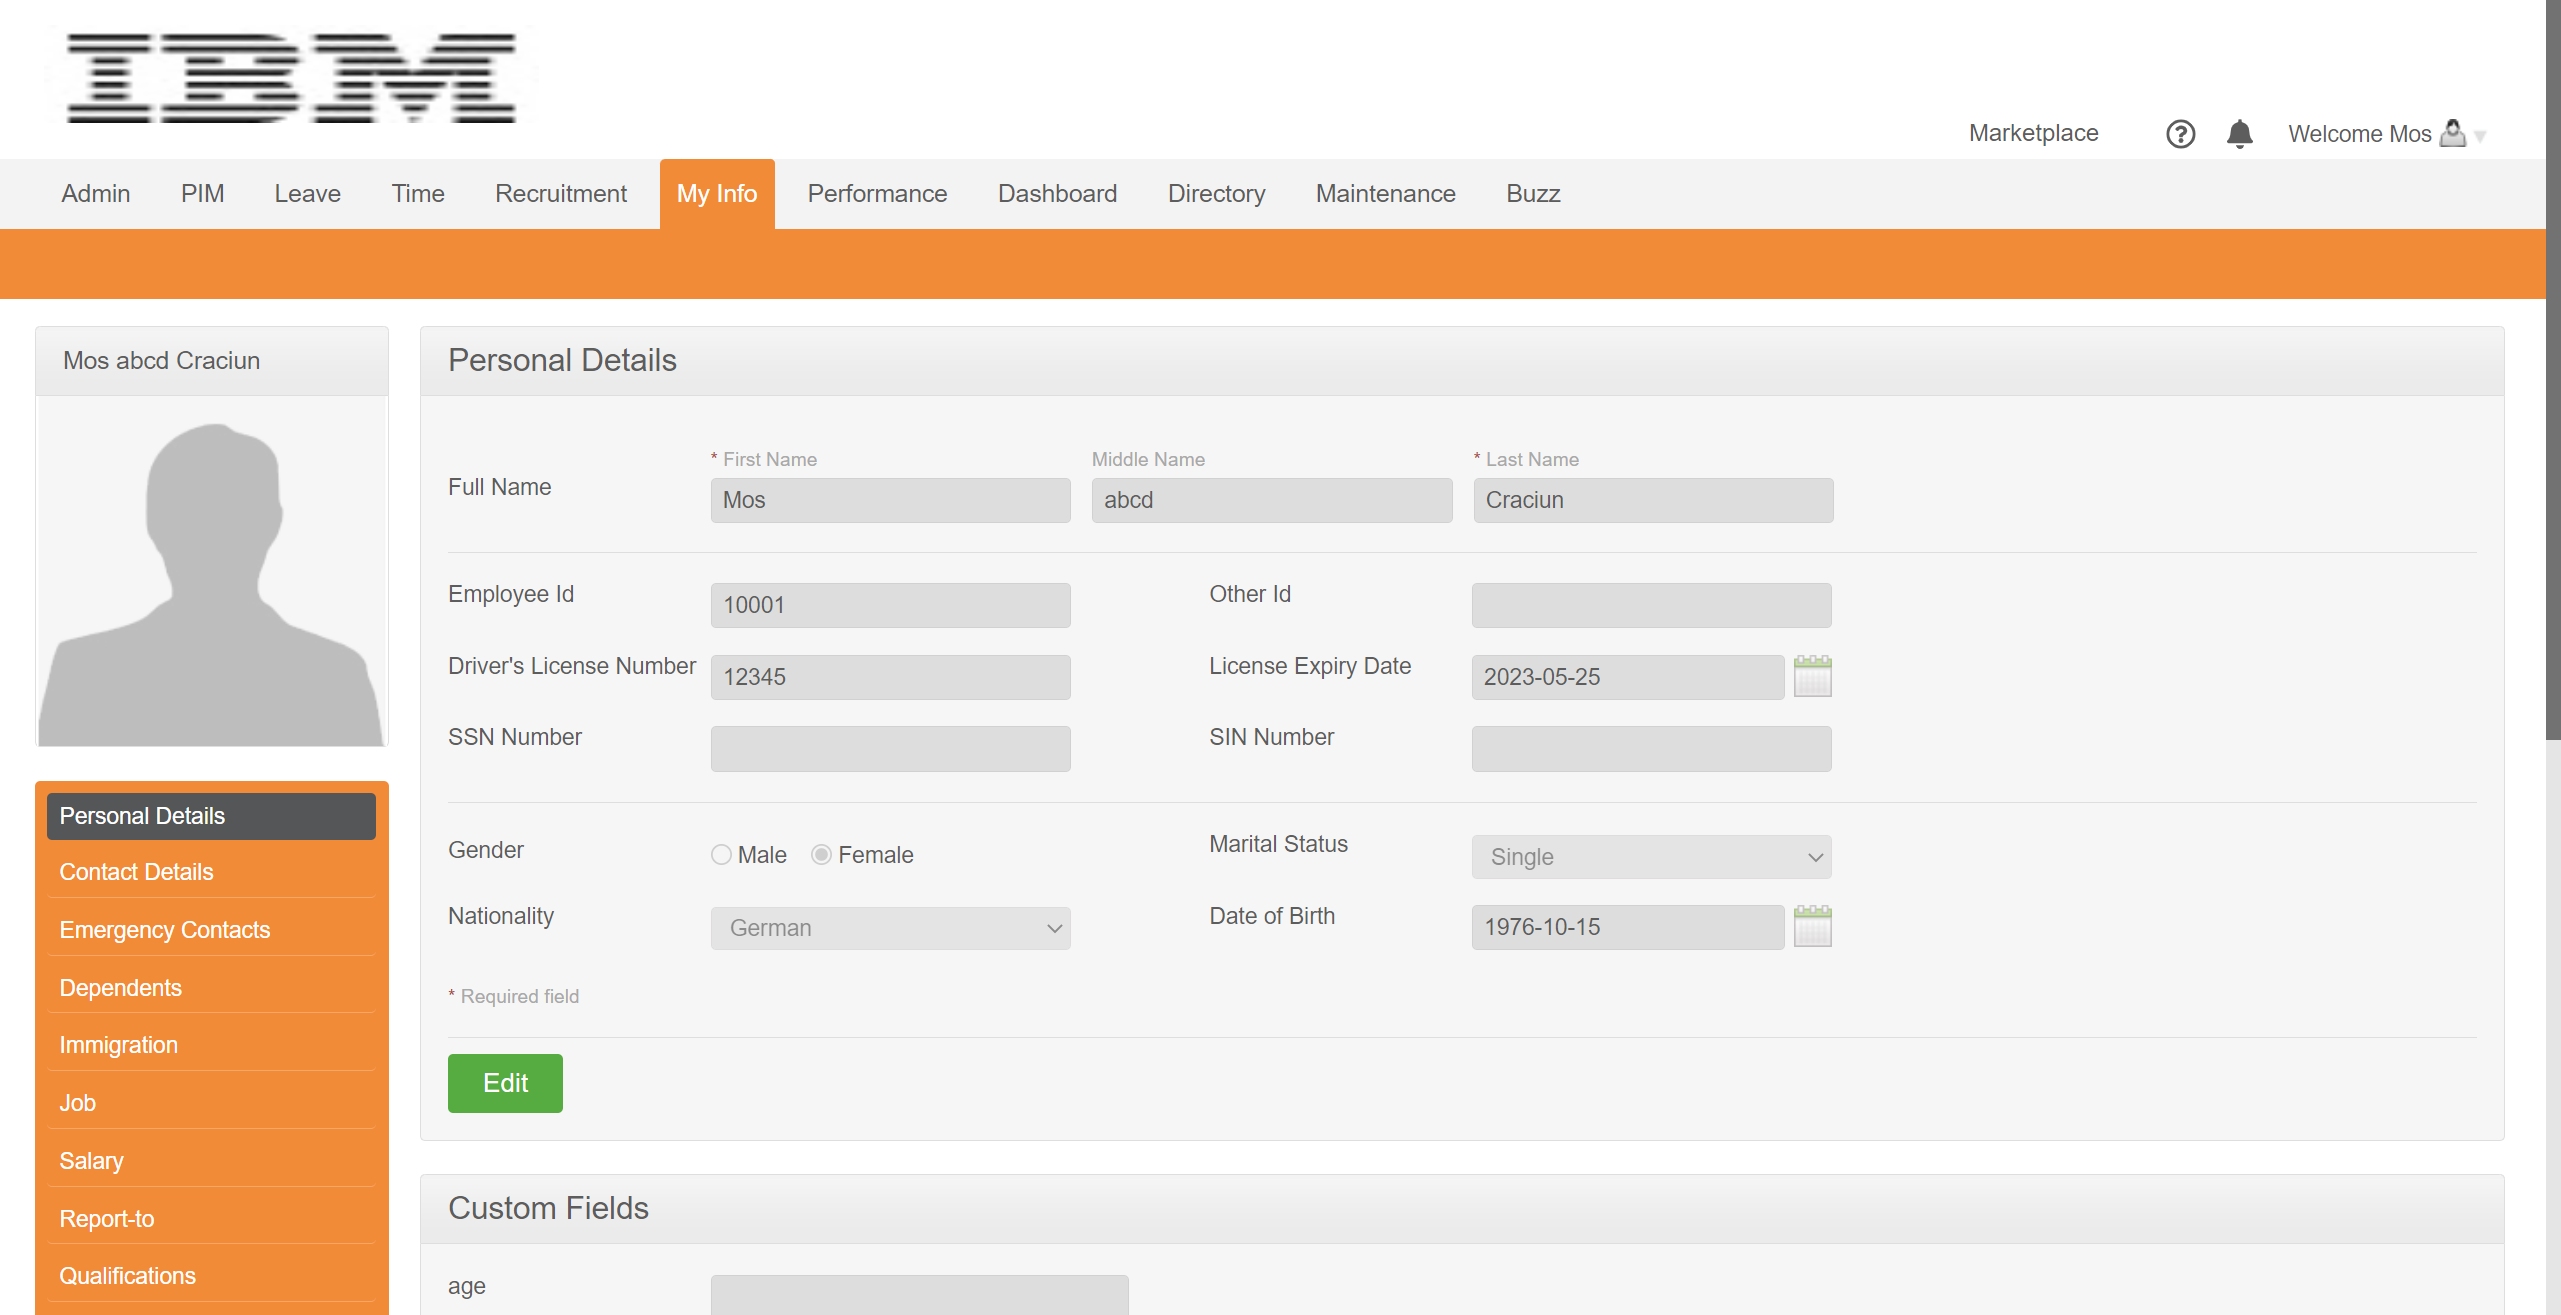 IBM
Marketplace Welcome Mos
Admin PIM Leave Time Recruitment My Info Performance Dashboard Directory Maintenance Buzz
Mos abcd Craciun
Personal Details
Contact Details
Emergency Contacts
Dependents
Immigration
Job
Salary
Report-to
Qualifications
Personal Details
* First Name Middle Name * Last Name
Full Name Mos abcd Craciun
Employee Id 10001 Other Id
Driver's License Number 12345 License Expiry Date 2023-05-25
SSN Number SIN Number
Gender Male Female Marital Status Single
Nationality German Date of Birth 1976-10-15
* Required field
Edit
Custom Fields
age